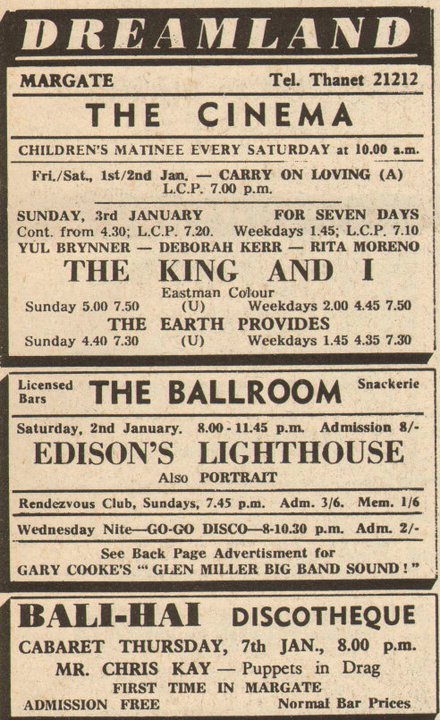 DREAMLAND
MARGATE Tel. Thanet 21212
THE CINEMA
CHILDREN'S MATINEE EVERY SATURDAY at 10.00 a.m.
Fri./Sat., 1st/2nd Jan. — CARRY ON LOVING (A)
L.C.P. 7.00 p.m.
SUNDAY, 3rd JANUARY FOR SEVEN DAYS
Cont. from 4.30; L.C.P. 7.20. Weekdays 1.45; L.C.P. 7.10
YUL BRYNNER — DEBORAH KERR — RITA MORENO
THE KING AND I
Eastman Colour
Sunday 5.00 7.50 (U) Weekdays 2.00 4.45 7.50
THE EARTH PROVIDES
Sunday 4.40 7.30 (U) Weekdays 1.45 4.35 7.30
Licensed Bars THE BALLROOM Snackerie
Saturday, 2nd January. 8.00 - 11.45 p.m. Admission 8/-
EDISON'S LIGHTHOUSE
Also PORTRAIT
Rendezvous Club, Sundays, 7.45 p.m. Adm. 3/6. Mem. 1/6
Wednesday Nite—GO-GO DISCO—8-10.30 p.m. Adm. 2/-
See Back Page Advertisment for
GARY COOKE'S "' GLEN MILLER BIG BAND SOUND ! "
BALI-HAI DISCOTHEQUE
CABARET THURSDAY, 7th JAN., 8.00 p.m.
MR. CHRIS KAY — Puppets in Drag
FIRST TIME IN MARGATE
ADMISSION FREE Normal Bar Prices